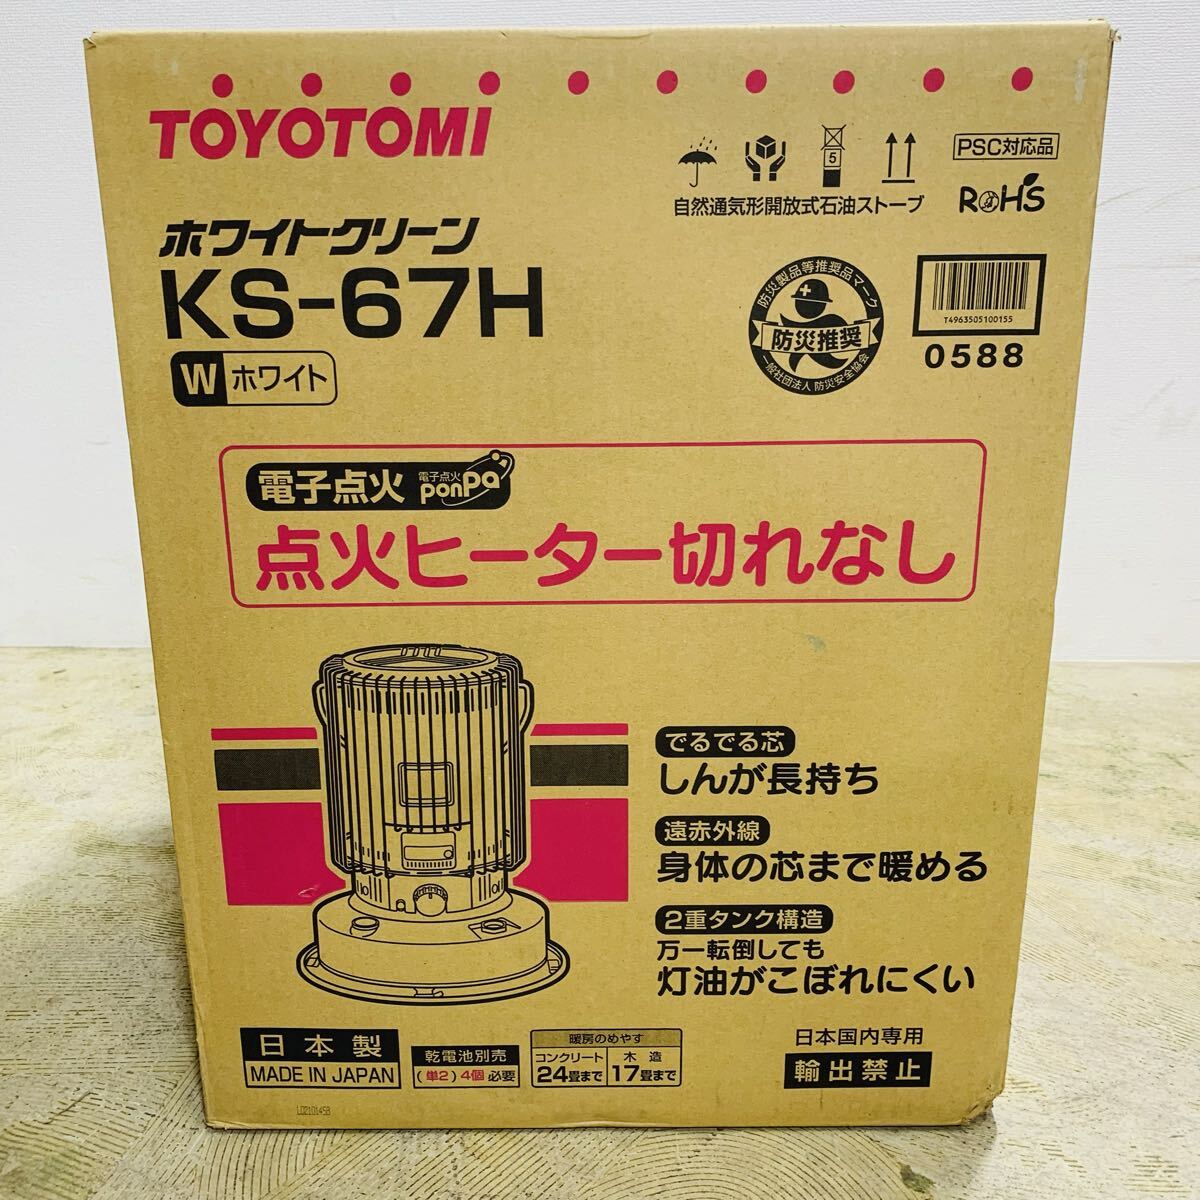 TOYOTOMI
5
PSC対応品
自然通気形開放式石油ストーブ
RoHS
ホワイトクリーン
KS-67H
W ホワイト
防災製品等推奨品マーク
防災推奨
一般社団法人 防災安全協会
T4963505100155
0588
電子点火
電子点火
ponPa
点火ヒーター切れなし
でるでる芯
しんが長持ち
遠赤外線
身体の芯まで暖める
2重タンク構造
万一転倒しても
灯油がこぼれにくい
日本製
MADE IN JAPAN
乾電池別売
(単2)4個必要
暖房のめやす
コンクリート
24畳まで
木造
17畳まで
日本国内専用
輸出禁止
L0210145B